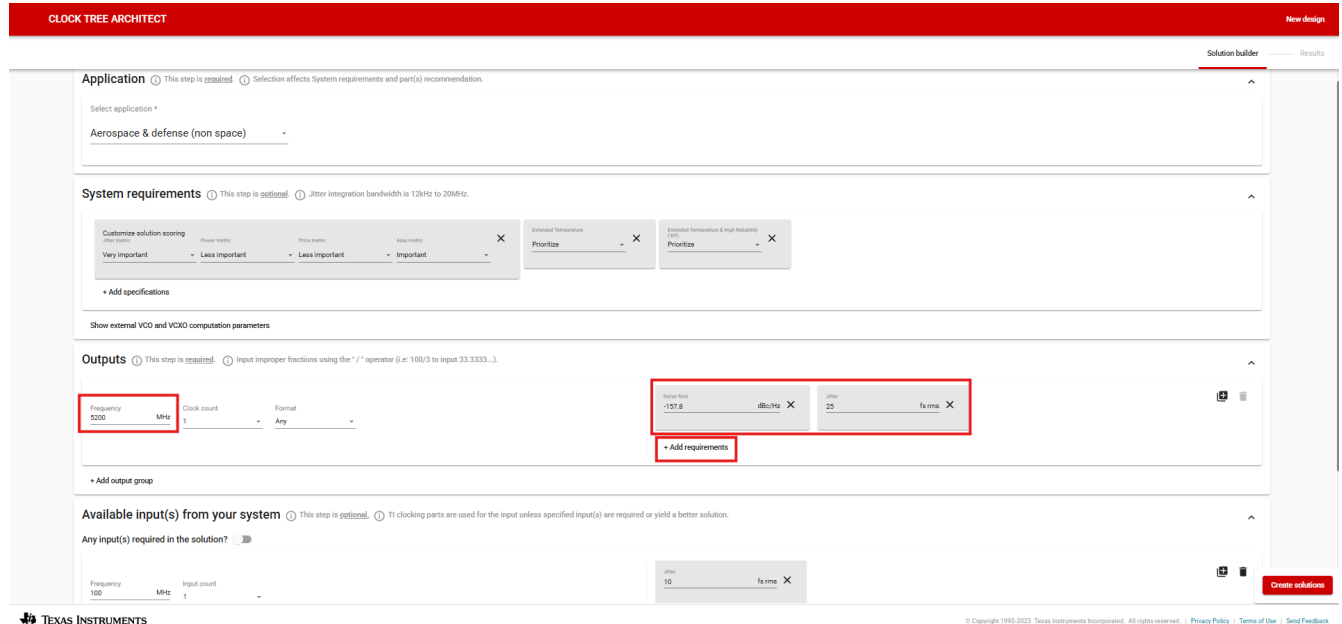 CLOCK TREE ARCHITECT
New design
Solution builder
Results
Application This step is required. Selection affects System requirements and part(s) recommendation.
Select application *
Aerospace & defense (non space)
System requirements This step is optional. Jitter integration bandwidth is 12kHz to 20MHz.
Customize solution scoring
Jitter metric Power metric Price metric Area metric
Very important Less important Less important Important
Extended Temperature
Prioritize
Extended Temperature & High Reliability
(-EP)
Prioritize
+ Add specifications
Show external VCO and VCXO computation parameters
Outputs This step is required. Input improper fractions using the " / " operator (i.e: 100/3 to input 33.3333...).
Frequency Clock count Format
5200 MHz 1 Any
Noise floor
-157.8 dBc/Hz
Jitter
25 fs rms
+ Add requirements
+ Add output group
Available input(s) from your system This step is optional. TI clocking parts are used for the input unless specified input(s) are required or yield a better solution.
Any input(s) required in the solution?
Frequency Input count
100 MHz 1
Jitter
10 fs rms
Create solutions
TEXAS INSTRUMENTS
© Copyright 1995-2025 Texas Instruments Incorporated. All rights reserved. | Privacy Policy | Terms of Use | Send Feedback